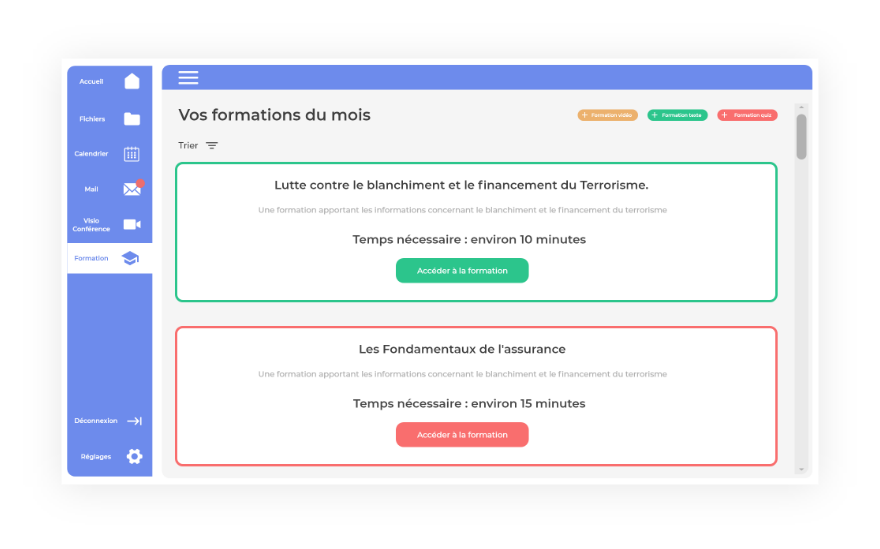 Accueil
Fichiers
Calendrier
Mail
Visio
Conférence
Formation
Déconnexion
Réglages
Vos formations du mois
+ Formation vidéo
+ Formation texte
+ Formation quiz
Trier
Lutte contre le blanchiment et le financement du Terrorisme.
Une formation apportant les informations concernant le blanchiment et le financement du terrorisme
Temps nécessaire : environ 10 minutes
Accéder à la formation
Les Fondamentaux de l'assurance
Une formation apportant les informations concernant le blanchiment et le financement du terrorisme
Temps nécessaire : environ 15 minutes
Accéder à la formation